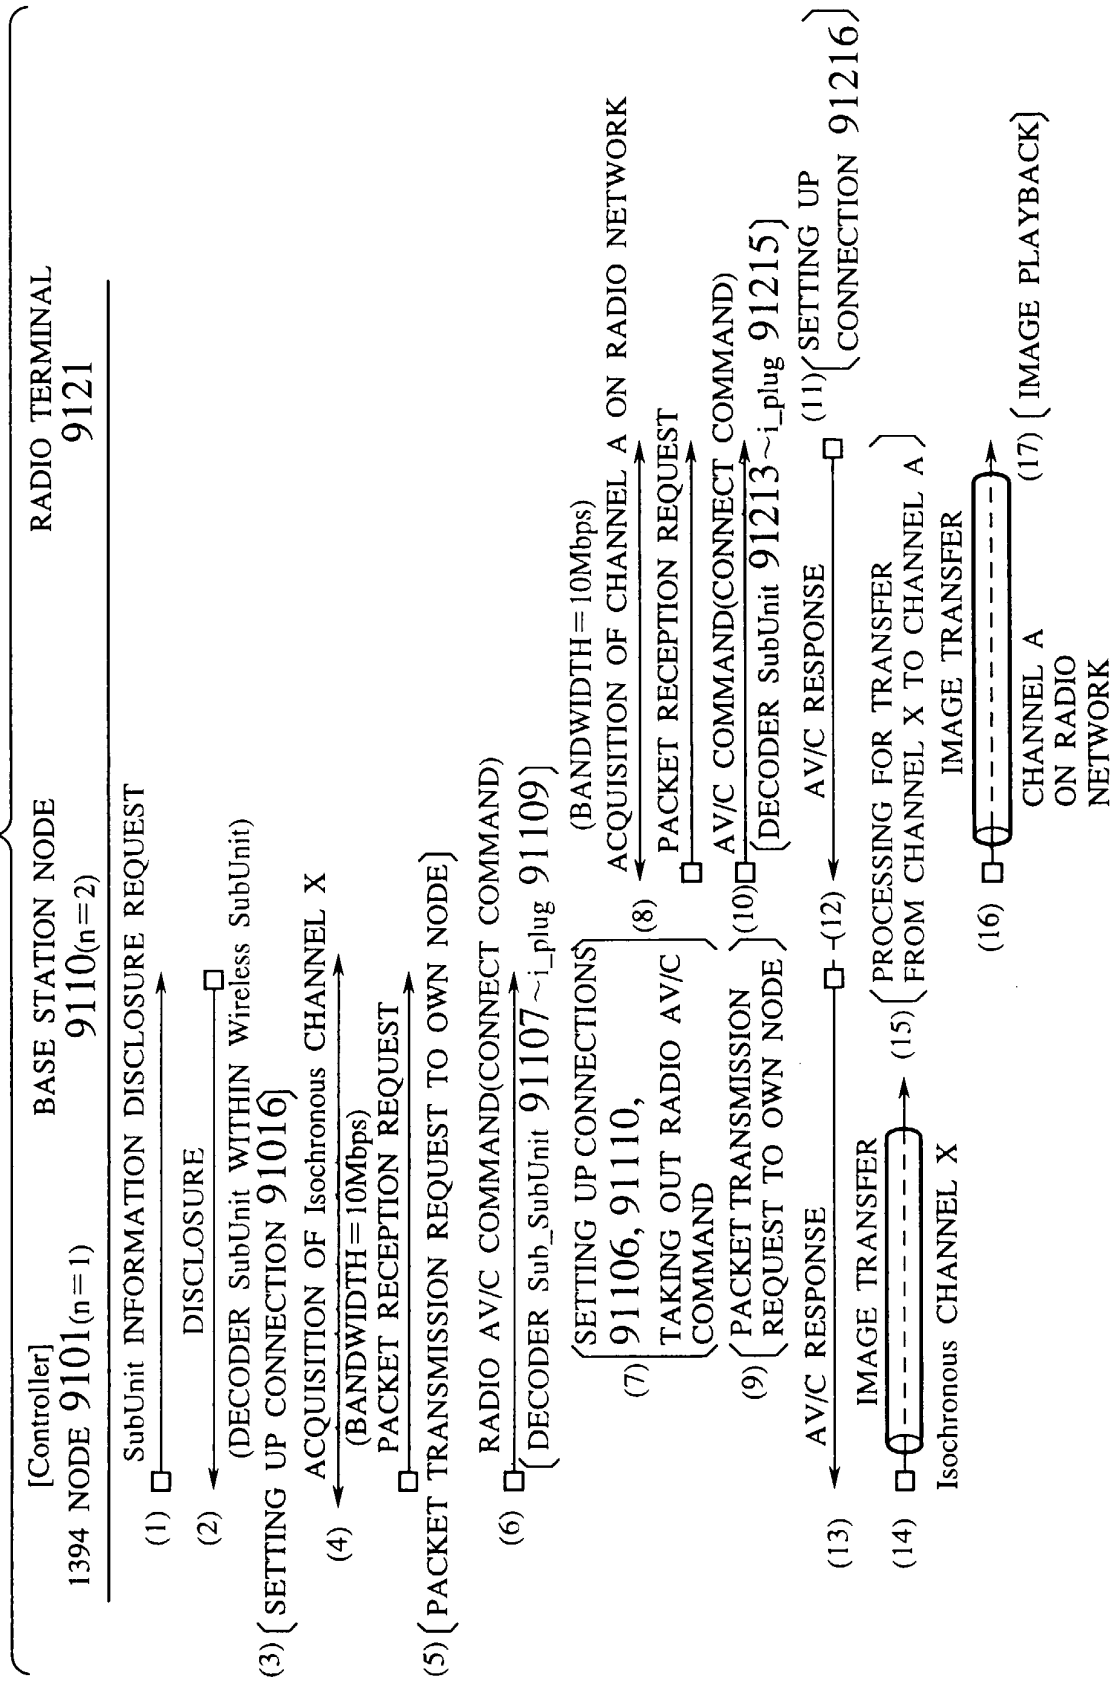 [Controller]
1394 NODE 9101(n=1)
BASE STATION NODE
9110(n=2)
RADIO TERMINAL
9121
SubUnit INFORMATION DISCLOSURE REQUEST
(1)
DISCLOSURE
(2)
(DECODER SubUnit WITHIN Wireless SubUnit)
(3) [SETTING UP CONNECTION 91016]
ACQUISITION OF Isochronous CHANNEL X
(4)
(BANDWIDTH=10Mbps)
PACKET RECEPTION REQUEST
(5) [PACKET TRANSMISSION REQUEST TO OWN NODE]
RADIO AV/C COMMAND(CONNECT COMMAND)
(6)
[DECODER Sub_SubUnit 91107~i_plug 91109]
(7) [SETTING UP CONNECTIONS
91106, 91110,
TAKING OUT RADIO AV/C
COMMAND]
(BANDWIDTH=10Mbps)
ACQUISITION OF CHANNEL A ON RADIO NETWORK
(8)
PACKET RECEPTION REQUEST
(9) [PACKET TRANSMISSION
REQUEST TO OWN NODE]
AV/C COMMAND(CONNECT COMMAND)
(10)
[DECODER SubUnit 91213~i_plug 91215]
(11) [SETTING UP
CONNECTION 91216]
AV/C RESPONSE
(12)
AV/C RESPONSE
(13)
IMAGE TRANSFER
(14)
Isochronous CHANNEL X
(15) [PROCESSING FOR TRANSFER
FROM CHANNEL X TO CHANNEL A]
IMAGE TRANSFER
(16)
CHANNEL A
ON RADIO
NETWORK
(17) [IMAGE PLAYBACK]